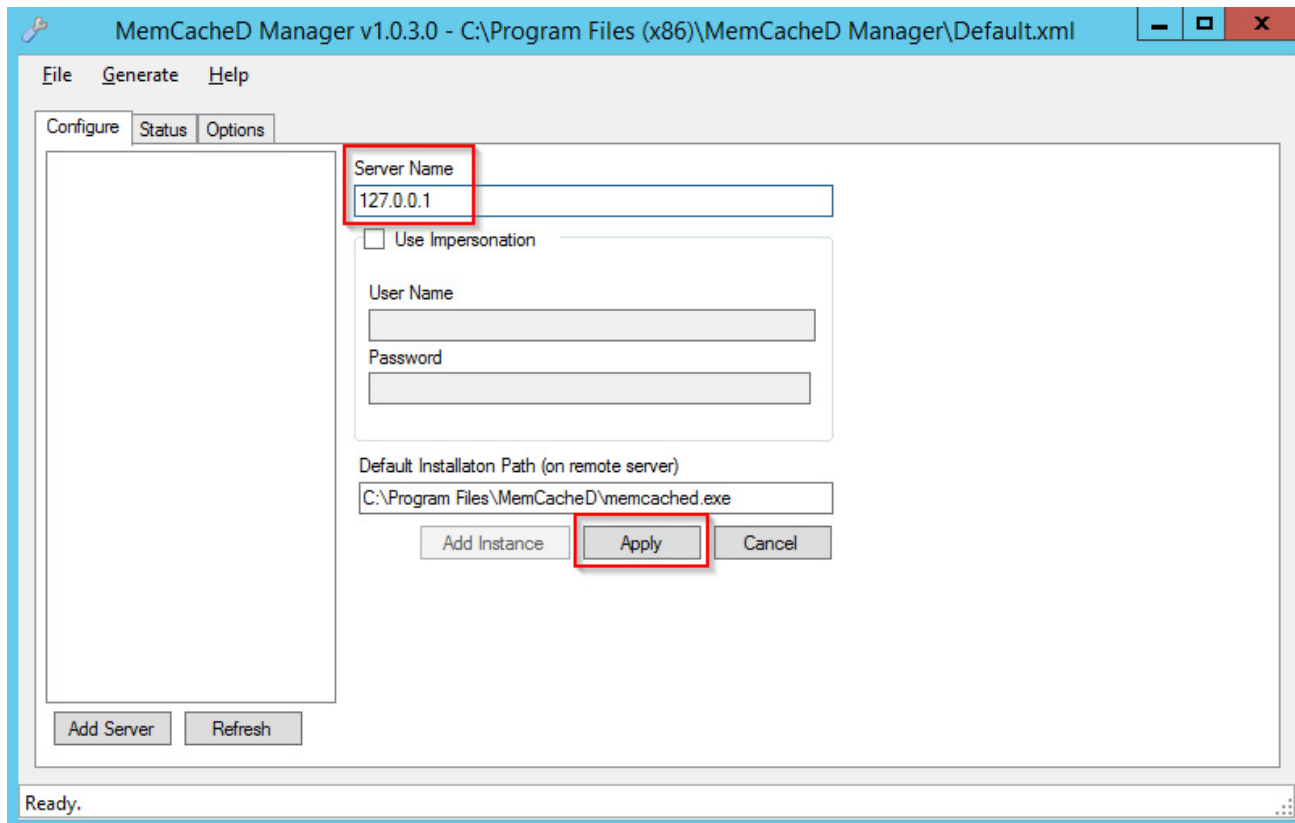 MemCacheD Manager v1.0.3.0 - C:\Program Files (x86)\MemCacheD Manager\Default.xml
File Generate Help
Configure Status Options
Server Name
127.0.0.1
Use Impersonation
User Name
Password
Default Installaton Path (on remote server)
C:\Program Files\MemCacheD\memcached.exe
Add Instance Apply Cancel
Add Server Refresh
Ready.